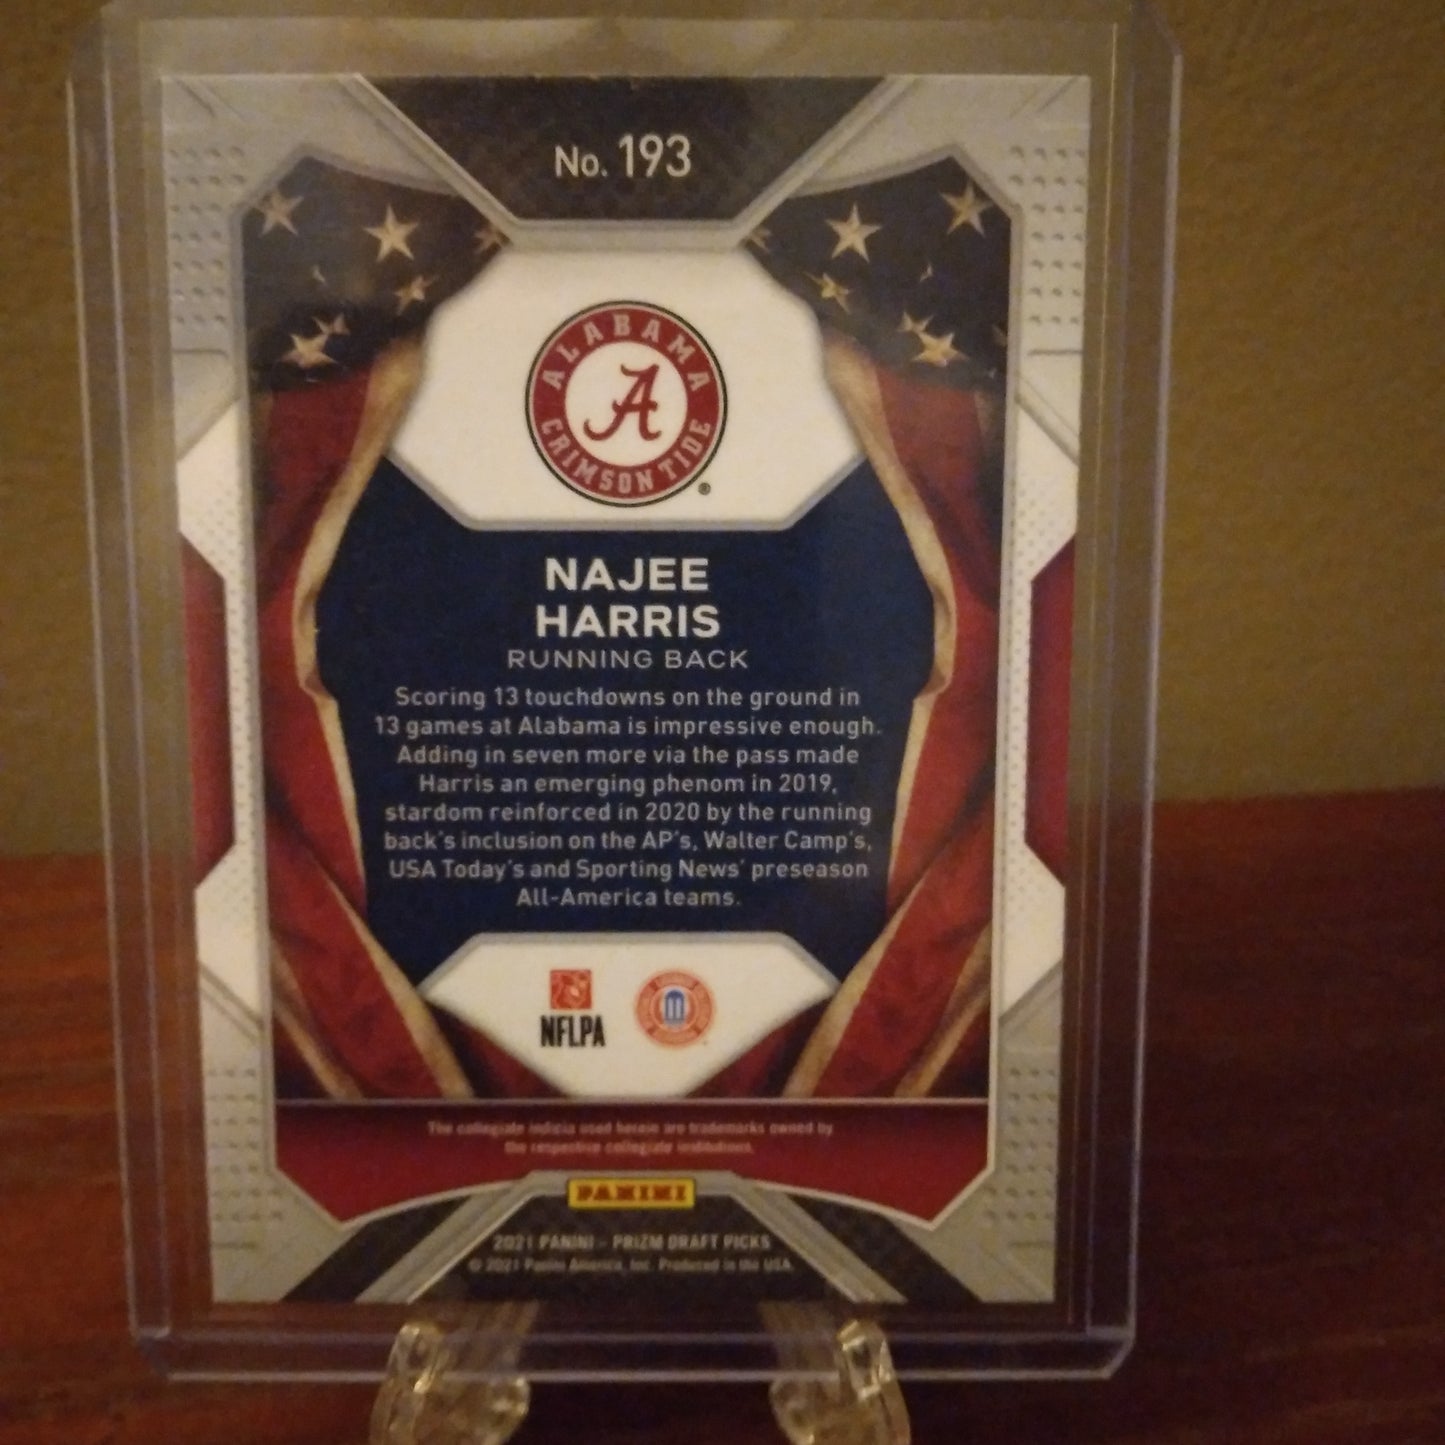 No. 193
ALABAMA
A
CRIMSON TIDE
®
NAJEE
HARRIS
RUNNING BACK
Scoring 13 touchdowns on the ground in
13 games at Alabama is impressive enough.
Adding in seven more via the pass made
Harris an emerging phenom in 2019,
stardom reinforced in 2020 by the running
back's inclusion on the AP's, Walter Camp's,
USA Today's and Sporting News' preseason
All-America teams.
NFLPA
The collegiate indicia used herein are trademarks owned by
the respective collegiate institutions.
PANINI
2021 PANINI - PRIZM DRAFT PICKS
© 2021 Panini America, Inc. Produced in the USA.